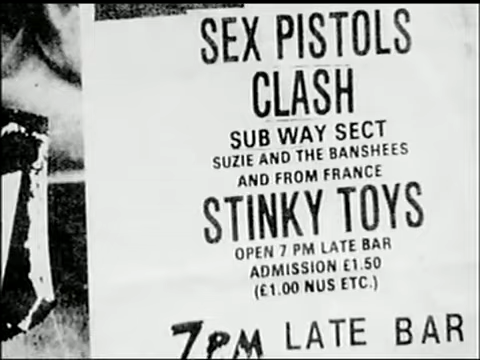 SEX PISTOLS
CLASH
SUB WAY SECT
SUZIE AND THE BANSHEES
AND FROM FRANCE
STINKY TOYS
OPEN 7 PM LATE BAR
ADMISSION £1.50
(£1.00 NUS ETC.)
7PM LATE BAR